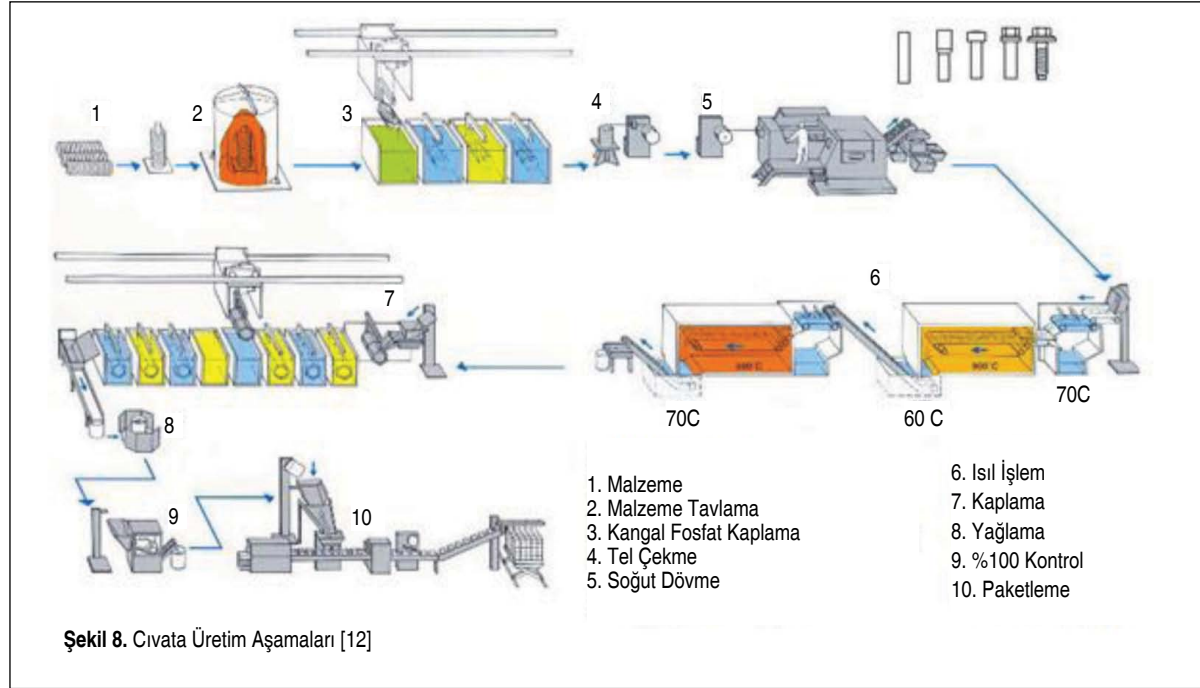 1
2
3
4
5
6
7
70C
60 C
70C
8
9
10
1. Malzeme
2. Malzeme Tavlama
3. Kangal Fosfat Kaplama
4. Tel Çekme
5. Soğut Dövme
6. Isıl İşlem
7. Kaplama
8. Yağlama
9. %100 Kontrol
10. Paketleme
Şekil 8. Cıvata Üretim Aşamaları [12]